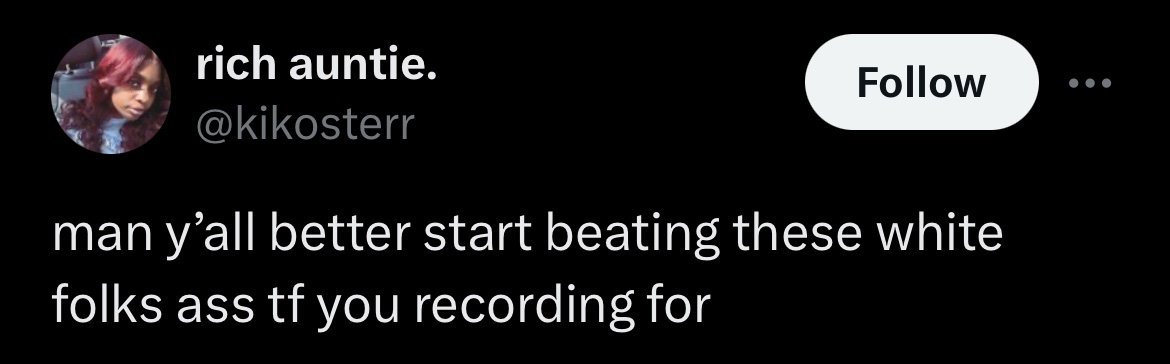 rich auntie.
@kikosterr
Follow
man y’all better start beating these white
folks ass tf you recording for